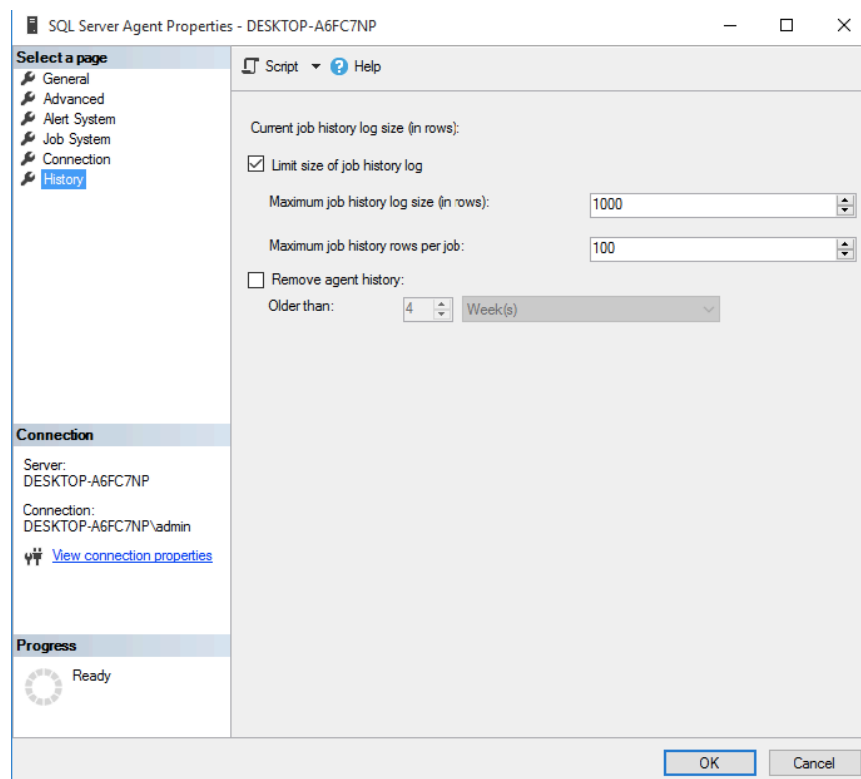 SQL Server Agent Properties - DESKTOP-A6FC7NP
Select a page
General
Advanced
Alert System
Job System
Connection
History
Script
Help
Current job history log size (in rows):
Limit size of job history log
Maximum job history log size (in rows):
1000
Maximum job history rows per job:
100
Remove agent history:
Older than:
4
Week(s)
Connection
Server:
DESKTOP-A6FC7NP
Connection:
DESKTOP-A6FC7NP\admin
View connection properties
Progress
Ready
OK
Cancel